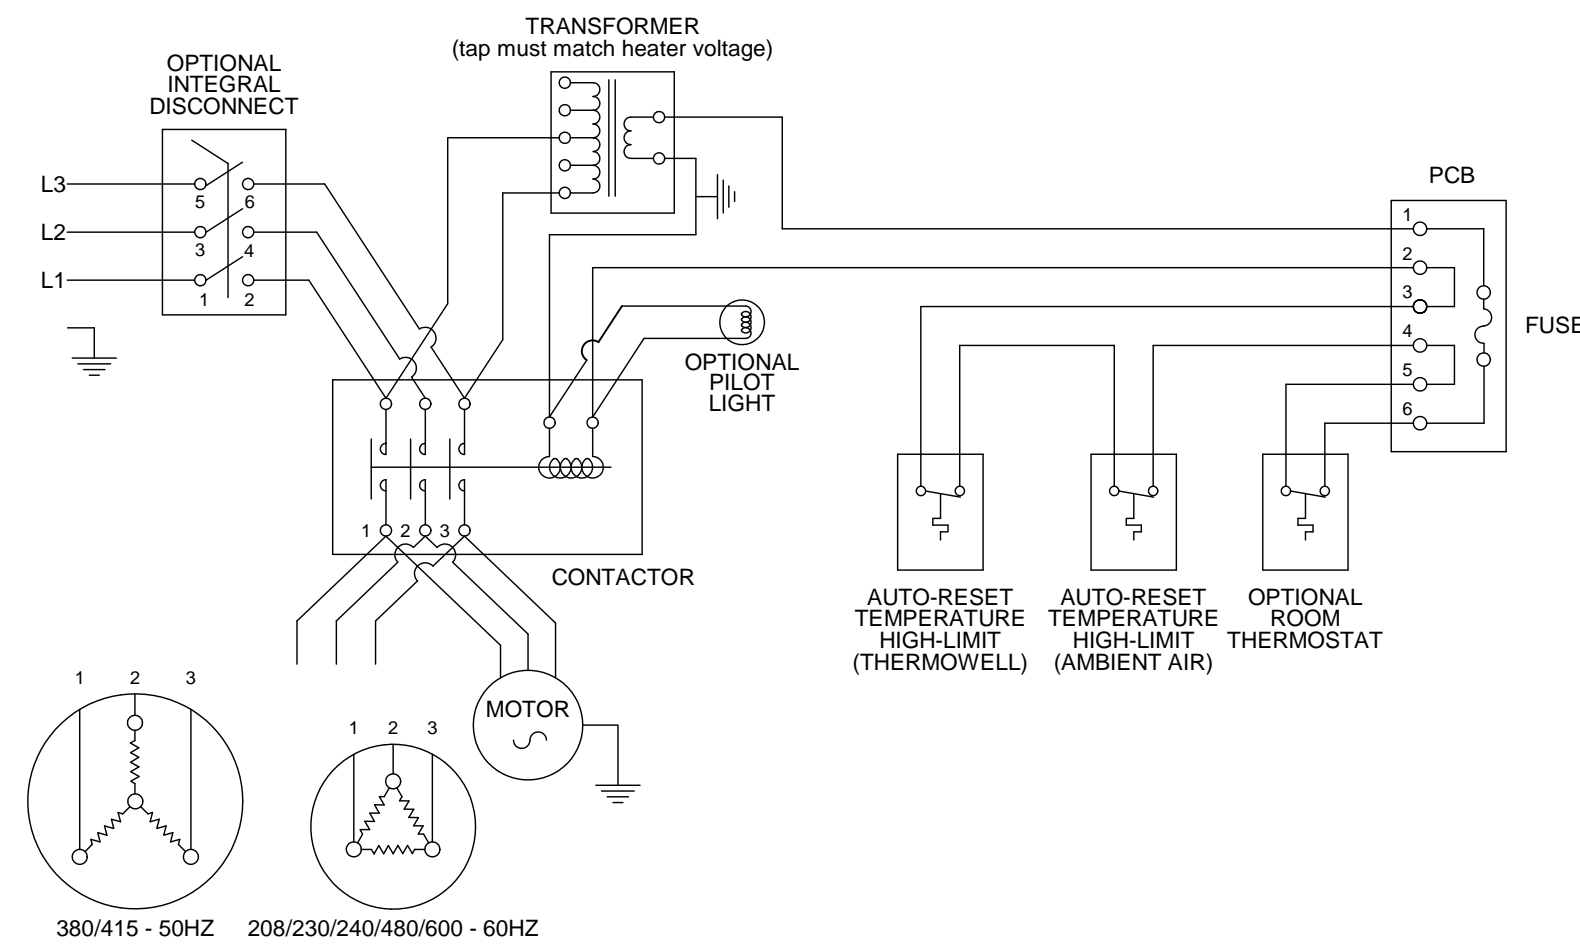 TRANSFORMER
(tap must match heater voltage)
OPTIONAL
INTEGRAL
DISCONNECT
L3
5 6
L2
3 4
L1
1 2
PCB
1
2
3
4
5
6
FUSE
OPTIONAL
PILOT
LIGHT
1 2 3
CONTACTOR
AUTO-RESET
TEMPERATURE
HIGH-LIMIT
(THERMOWELL)
AUTO-RESET
TEMPERATURE
HIGH-LIMIT
(AMBIENT AIR)
OPTIONAL
ROOM
THERMOSTAT
MOTOR
1 2 3
380/415 - 50HZ
1 2 3
208/230/240/480/600 - 60HZ